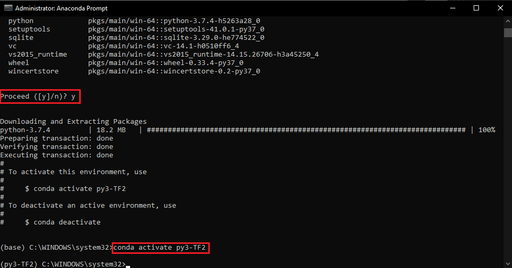 Administrator: Anaconda Prompt
python pkgs/main/win-64::python-3.7.4-h5263a28_0
setuptools pkgs/main/win-64::setuptools-41.0.1-py37_0
sqlite pkgs/main/win-64::sqlite-3.29.0-he774522_0
vc pkgs/main/win-64::vc-14.1-h0510ff6_4
vs2015_runtime pkgs/main/win-64::vs2015_runtime-14.15.26706-h3a45250_4
wheel pkgs/main/win-64::wheel-0.33.4-py37_0
wincertstore pkgs/main/win-64::wincertstore-0.2-py37_0
Proceed ([y]/n)? y
Downloading and Extracting Packages
python-3.7.4 | 18.2 MB | ############################################################################ | 100%
Preparing transaction: done
Verifying transaction: done
Executing transaction: done
#
# To activate this environment, use
#
# $ conda activate py3-TF2
#
# To deactivate an active environment, use
#
# $ conda deactivate
(base) C:\WINDOWS\system32>conda activate py3-TF2
(py3-TF2) C:\WINDOWS\system32>